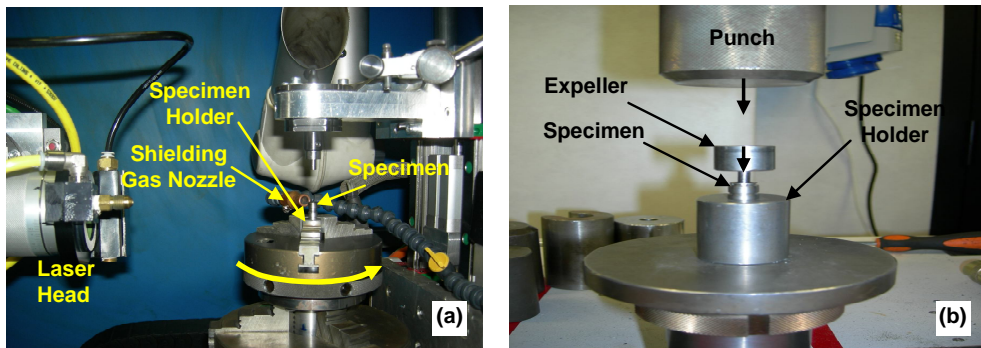 Specimen
Holder
Shielding
Gas Nozzle
Specimen
Laser
Head
(a)
Punch
Expeller
Specimen
Specimen
Holder
(b)